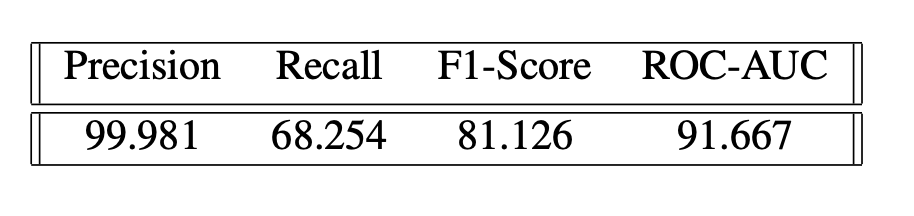 Precision Recall F1-Score ROC-AUC
99.981 68.254 81.126 91.667